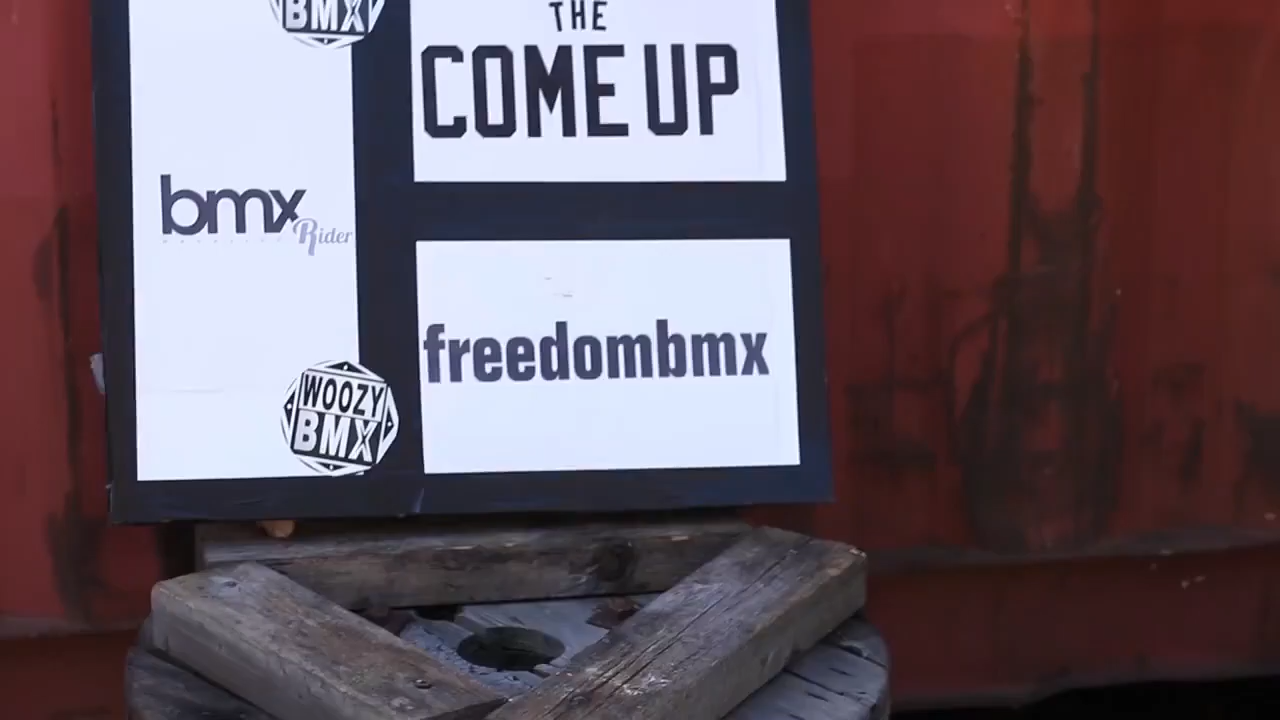 BMX
THE
COME UP
bmx
Rider
freedombmx
WOOZY
BMX